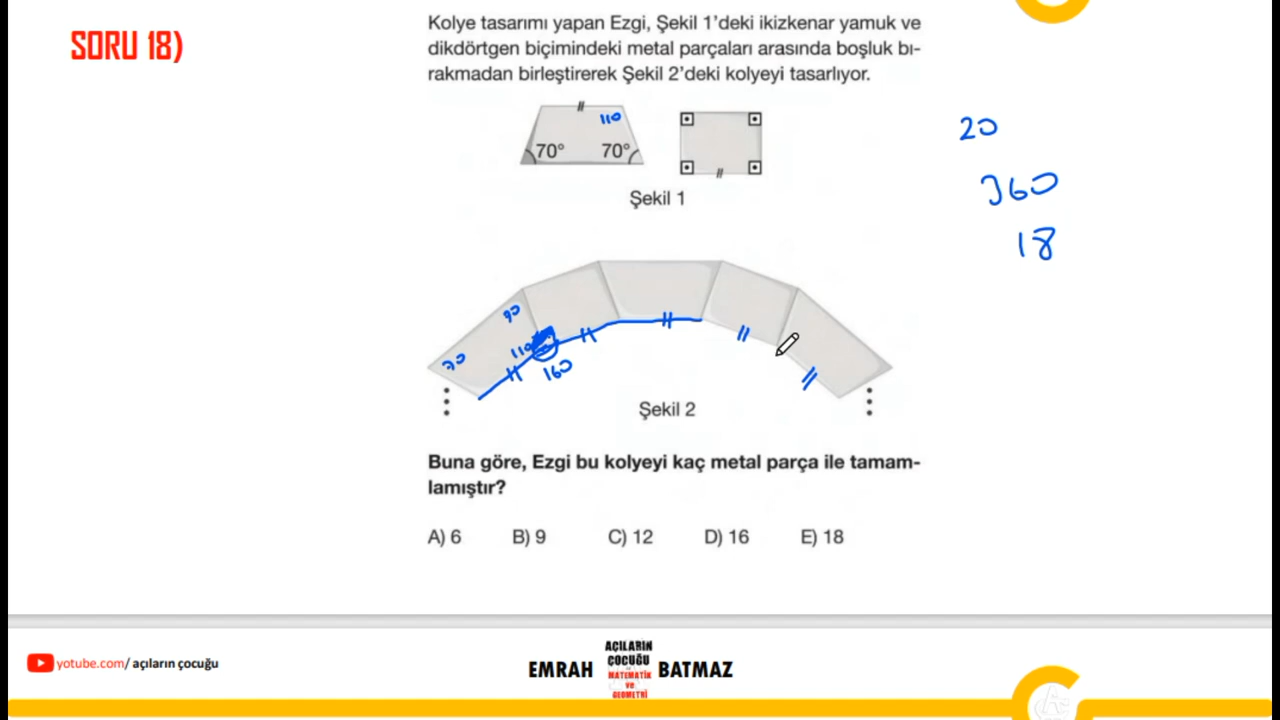 SORU 18)
Kolye tasarımı yapan Ezgi, Şekil 1'deki ikizkenar yamuk ve
dikdörtgen biçimindeki metal parçaları arasında boşluk bı-
rakmadan birleştirerek Şekil 2'deki kolyeyi tasarlıyor.
110
70° 70°
Şekil 1
20
360
18
90
110
70
160
Şekil 2
Buna göre, Ezgi bu kolyeyi kaç metal parça ile tamam-
lamıştır?
A) 6 B) 9 C) 12 D) 16 E) 18
yotube.com/ açıların çocuğu
EMRAH
AÇILARIN
ÇOCUĞU
MATEMATİK
ve
GEOMETRİ
BATMAZ